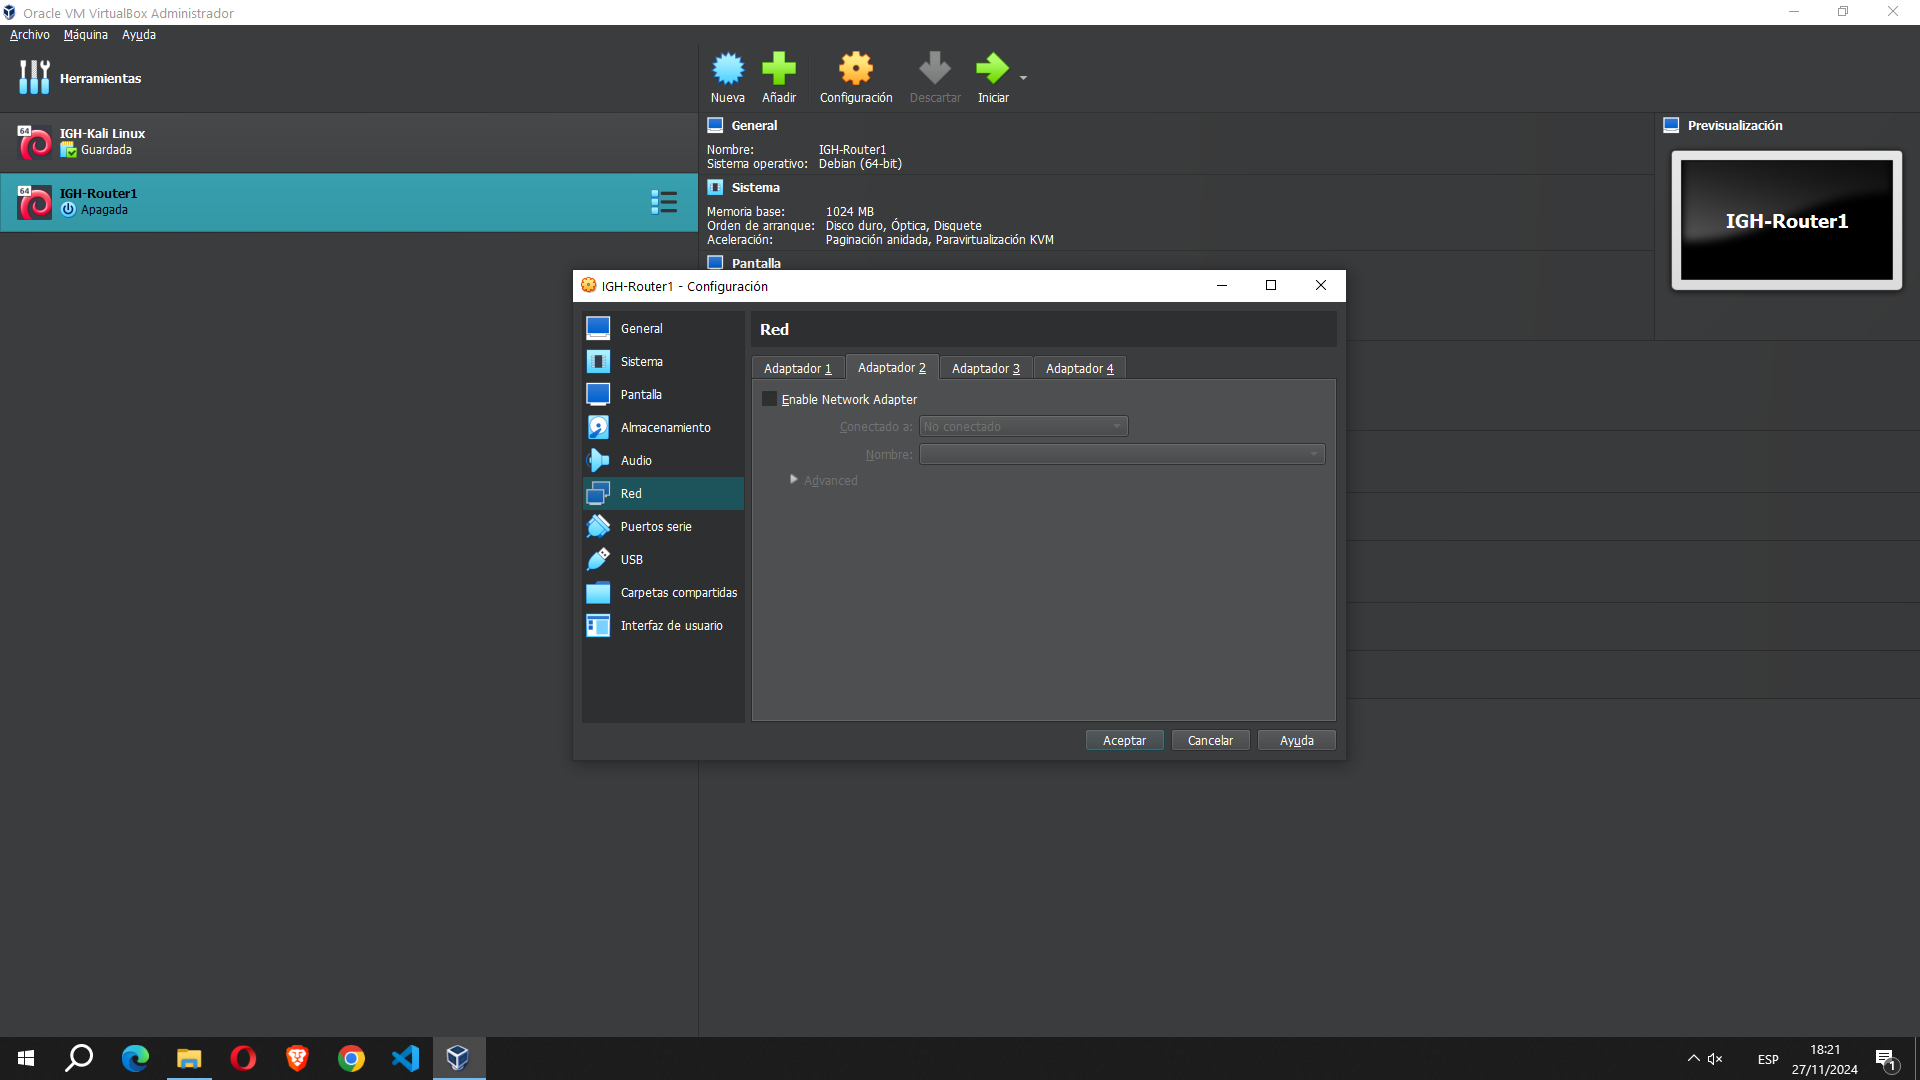 Oracle VM VirtualBox Administrador
Archivo Máquina Ayuda
Herramientas
Nueva Añadir Configuración Descartar Iniciar
64
IGH-Kali Linux
Guardada
64
IGH-Router1
Apagada
General
Nombre: IGH-Router1
Sistema operativo: Debian (64-bit)
Sistema
Memoria base: 1024 MB
Orden de arranque: Disco duro, Óptica, Disquete
Aceleración: Paginación anidada, Paravirtualización KVM
Pantalla
Previsualización
IGH-Router1
IGH-Router1 - Configuración
General
Sistema
Pantalla
Almacenamiento
Audio
Red
Puertos serie
USB
Carpetas compartidas
Interfaz de usuario
Red
Adaptador 1 Adaptador 2 Adaptador 3 Adaptador 4
Enable Network Adapter
Conectado a: No conectado
Nombre:
Advanced
Aceptar Cancelar Ayuda
ESP
18:21
27/11/2024
1